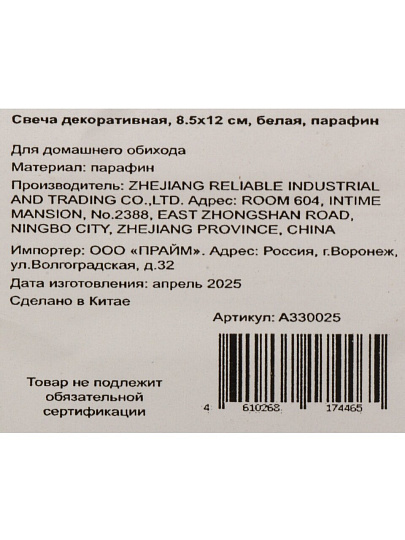 Свеча декоративная, 8.5х12 см, белая, парафин
Для домашнего обихода
Материал: парафин
Производитель: ZHEJIANG RELIABLE INDUSTRIAL
AND TRADING CO.,LTD. Адрес: ROOM 604, INTIME
MANSION, No.2388, EAST ZHONGSHAN ROAD,
NINGBO CITY, ZHEJIANG PROVINCE, CHINA
Импортер: ООО «ПРАЙМ». Адрес: Россия, г.Воронеж,
ул.Волгоградская, д.32
Дата изготовления: апрель 2025
Сделано в Китае
Артикул: A330025
Товар не подлежит
обязательной
сертификации
4 610268 174465